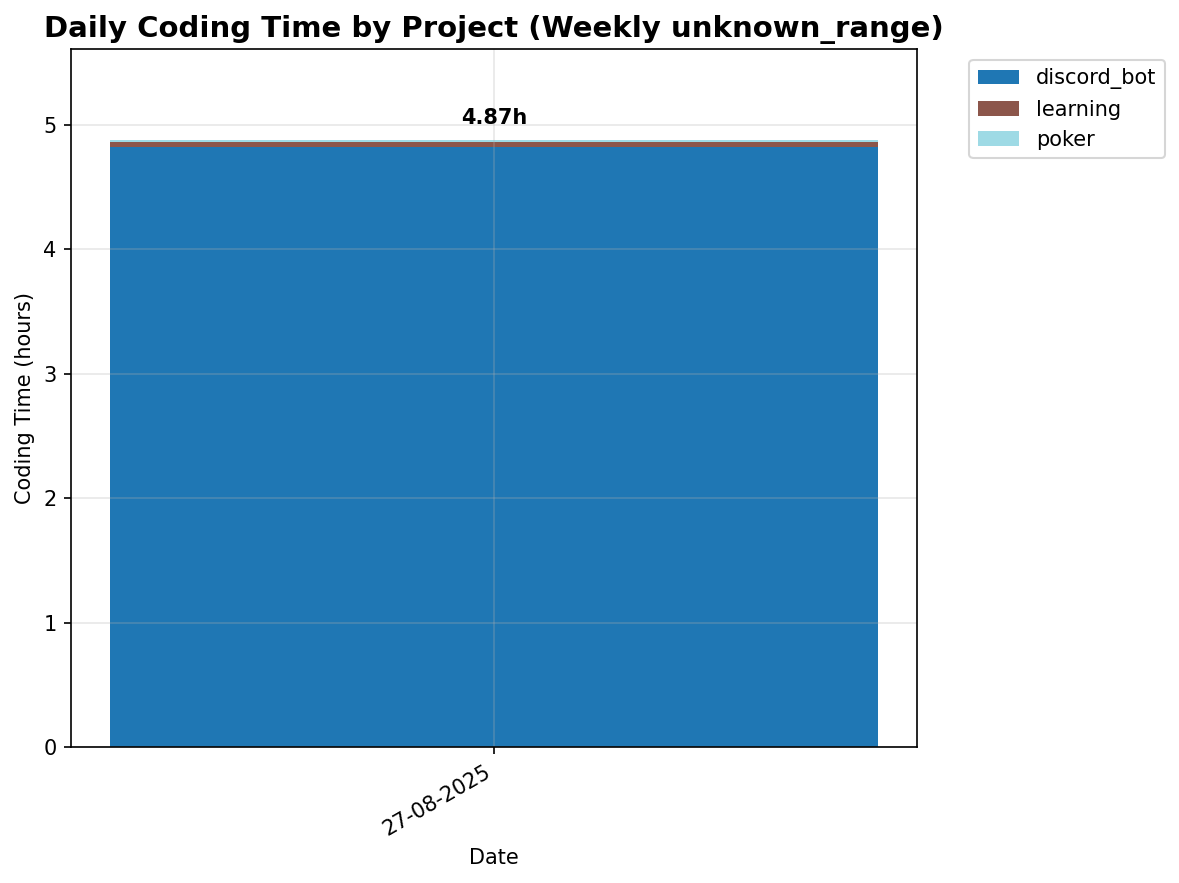 Daily Coding Time by Project (Weekly unknown_range)
discord_bot
learning
poker
4.87h
5
4
3
2
1
0
Coding Time (hours)
27-08-2025
Date